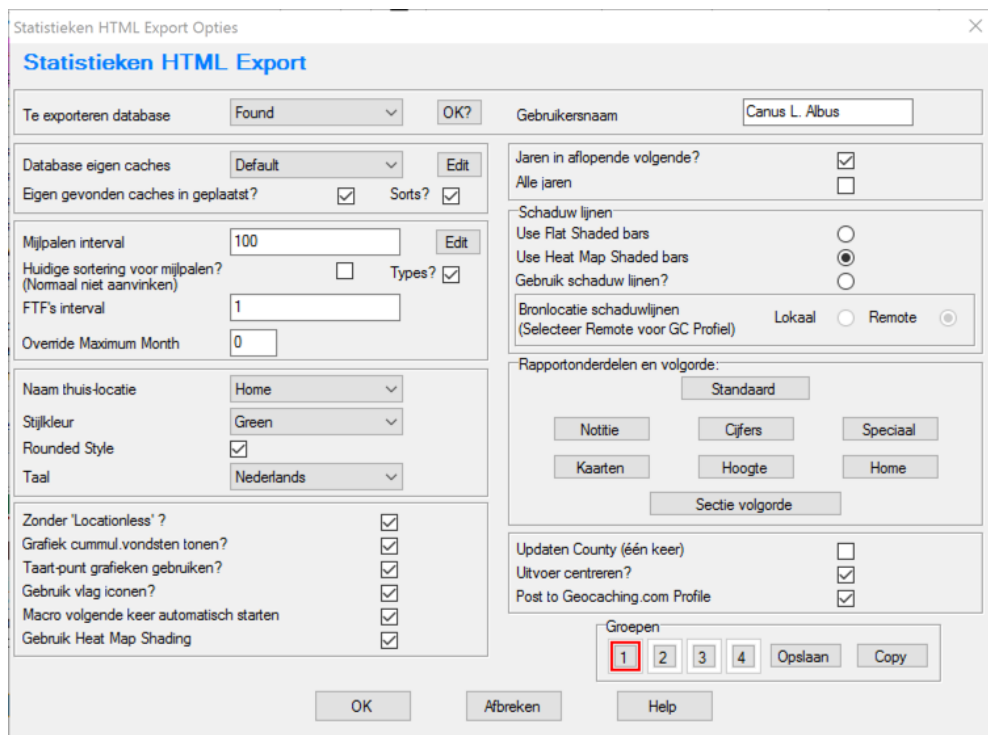 Statistieken HTML Export Opties
Statistieken HTML Export
Te exporteren database Found OK?
Gebruikersnaam Canus L. Albus
Database eigen caches Default Edit
Eigen gevonden caches in geplaatst? Sorts?
Mijlpalen interval 100 Edit
Huidige sortering voor mijlpalen? Types?
(Normaal niet aanvinken)
FTF's interval 1
Override Maximum Month 0
Naam thuis-locatie Home
Stijlkleur Green
Rounded Style
Taal Nederlands
Zonder 'Locationless' ?
Grafiek cummul.vondsten tonen?
Taart-punt grafieken gebruiken?
Gebruik vlag iconen?
Macro volgende keer automatisch starten
Gebruik Heat Map Shading
Jaren in aflopende volgende?
Alle jaren
Schaduw lijnen
Use Flat Shaded bars
Use Heat Map Shaded bars
Gebruik schaduw lijnen?
Bronlocatie schaduwlijnen Lokaal Remote
(Selecteer Remote voor GC Profiel)
Rapportonderdelen en volgorde:
Standaard
Notitie Cijfers Speciaal
Kaarten Hoogte Home
Sectie volgorde
Updaten County (één keer)
Uitvoer centreren?
Post to Geocaching.com Profile
Groepen
1 2 3 4 Opslaan Copy
OK Afbreken Help